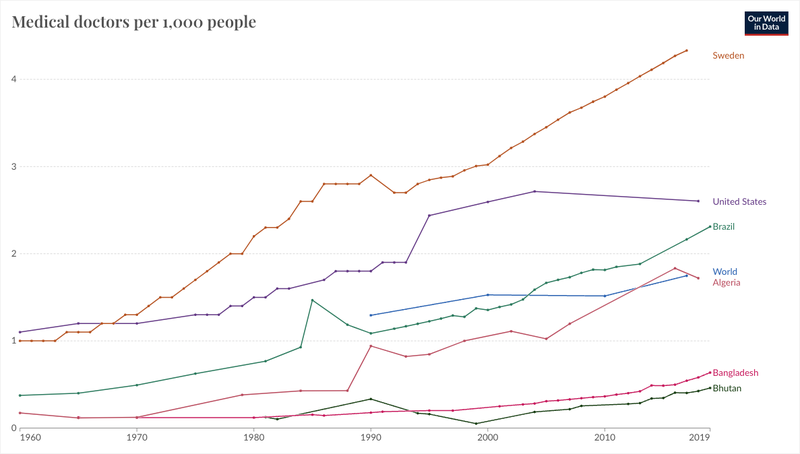 Medical doctors per 1,000 people
Our World
in Data
4
3
2
1
0
Sweden
United States
Brazil
World
Algeria
Bangladesh
Bhutan
1960
1970
1980
1990
2000
2010
2019